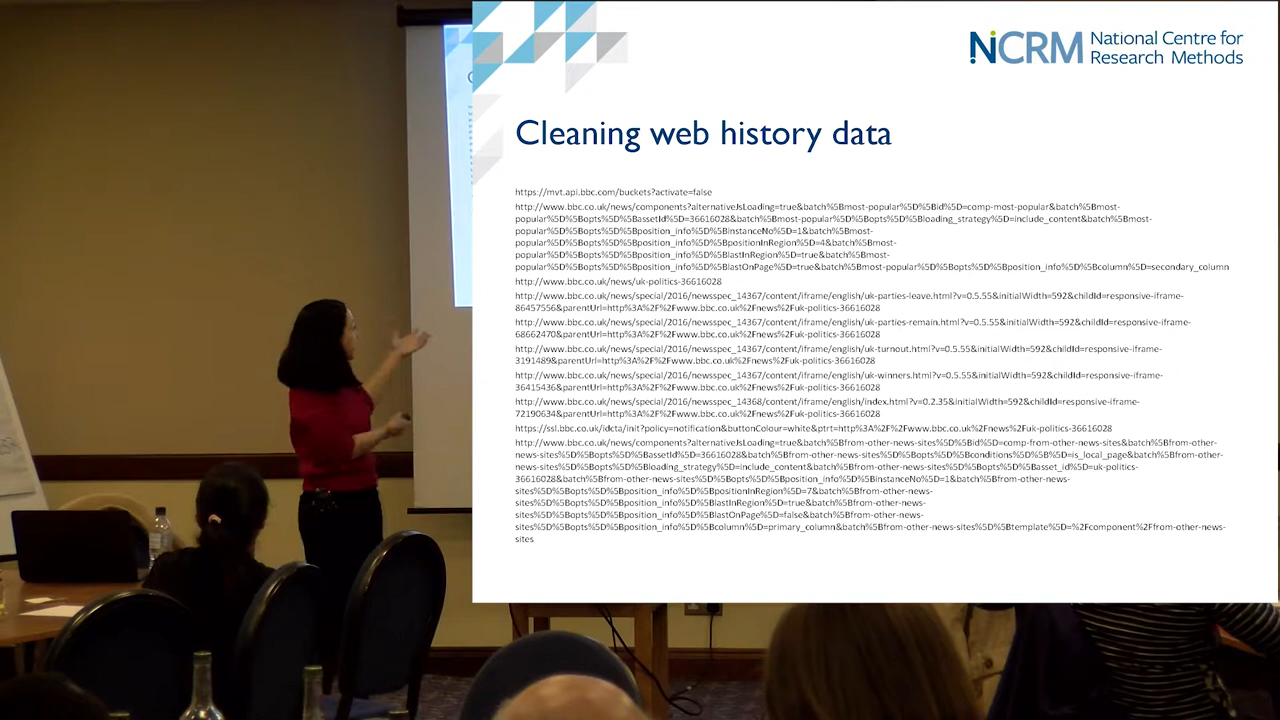 NCRM National Centre for
Research Methods
Cleaning web history data
https://mvt.api.bbc.com/buckets?activate=false
http://www.bbc.co.uk/news/components?alternativeJsLoading=true&batch%5Bmost-popular%5D%5Bid%5D=comp-most-popular&batch%5Bmost-
popular%5D%5Bopts%5D%5BassetId%5D=36616028&batch%5Bmost-popular%5D%5Bopts%5D%5Bloading_strategy%5D=include_content&batch%5Bmost-
popular%5D%5Bopts%5D%5Bposition_info%5D%5BinstanceNo%5D=1&batch%5Bmost-
popular%5D%5Bopts%5D%5Bposition_info%5D%5BpositionInRegion%5D=4&batch%5Bmost-
popular%5D%5Bopts%5D%5Bposition_info%5D%5BlastInRegion%5D=true&batch%5Bmost-
popular%5D%5Bopts%5D%5Bposition_info%5D%5BlastOnPage%5D=true&batch%5Bmost-popular%5D%5Bopts%5D%5Bposition_info%5D%5Bcolumn%5D=secondary_column
http://www.bbc.co.uk/news/uk-politics-36616028
http://www.bbc.co.uk/news/special/2016/newsspec_14367/content/iframe/english/uk-parties-leave.html?v=0.5.55&initialWidth=592&childId=responsive-iframe-
86457556&parentUrl=http%3A%2F%2Fwww.bbc.co.uk%2Fnews%2Fuk-politics-36616028
http://www.bbc.co.uk/news/special/2016/newsspec_14367/content/iframe/english/uk-parties-remain.html?v=0.5.55&initialWidth=592&childId=responsive-iframe-
68662470&parentUrl=http%3A%2F%2Fwww.bbc.co.uk%2Fnews%2Fuk-politics-36616028
http://www.bbc.co.uk/news/special/2016/newsspec_14367/content/iframe/english/uk-turnout.html?v=0.5.55&initialWidth=592&childId=responsive-iframe-
3191489&parentUrl=http%3A%2F%2Fwww.bbc.co.uk%2Fnews%2Fuk-politics-36616028
http://www.bbc.co.uk/news/special/2016/newsspec_14367/content/iframe/english/uk-winners.html?v=0.5.55&initialWidth=592&childId=responsive-iframe-
36415436&parentUrl=http%3A%2F%2Fwww.bbc.co.uk%2Fnews%2Fuk-politics-36616028
http://www.bbc.co.uk/news/special/2016/newsspec_14368/content/iframe/english/index.html?v=0.2.35&initialWidth=592&childId=responsive-iframe-
72190634&parentUrl=http%3A%2F%2Fwww.bbc.co.uk%2Fnews%2Fuk-politics-36616028
https://ssl.bbc.co.uk/idcta/init?policy=notification&buttonColour=white&ptrt=http%3A%2F%2Fwww.bbc.co.uk%2Fnews%2Fuk-politics-36616028
http://www.bbc.co.uk/news/components?alternativeJsLoading=true&batch%5Bfrom-other-news-sites%5D%5Bid%5D=comp-from-other-news-sites&batch%5Bfrom-other-
news-sites%5D%5Bopts%5D%5BassetId%5D=36616028&batch%5Bfrom-other-news-sites%5D%5Bopts%5D%5Bconditions%5D%5B%5D=is_local_page&batch%5Bfrom-other-
news-sites%5D%5Bopts%5D%5Bloading_strategy%5D=include_content&batch%5Bfrom-other-news-sites%5D%5Bopts%5D%5Basset_id%5D=uk-politics-
36616028&batch%5Bfrom-other-news-sites%5D%5Bopts%5D%5Bposition_info%5D%5BinstanceNo%5D=1&batch%5Bfrom-other-news-
sites%5D%5Bopts%5D%5Bposition_info%5D%5BpositionInRegion%5D=7&batch%5Bfrom-other-news-
sites%5D%5Bopts%5D%5Bposition_info%5D%5BlastInRegion%5D=true&batch%5Bfrom-other-news-
sites%5D%5Bopts%5D%5Bposition_info%5D%5BlastOnPage%5D=false&batch%5Bfrom-other-news-
sites%5D%5Bopts%5D%5Bposition_info%5D%5Bcolumn%5D=primary_column&batch%5Bfrom-other-news-sites%5D%5Btemplate%5D=%2Fcomponent%2Ffrom-other-news-
sites